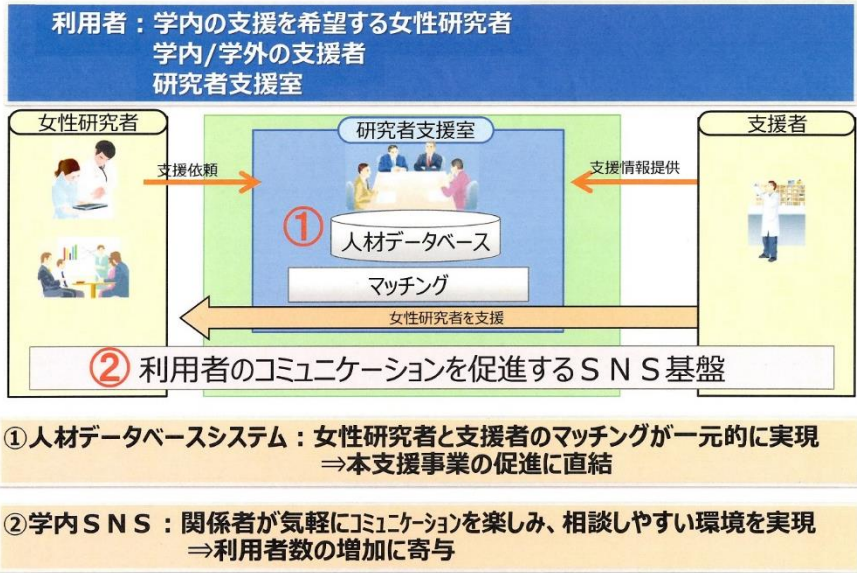 利用者：学内の支援を希望する女性研究者
学内/学外の支援者
研究者支援室
女性研究者
研究者支援室
支援者
支援依頼
支援情報提供
①
人材データベース
マッチング
女性研究者を支援
② 利用者のコミュニケーションを促進するＳＮＳ基盤
①人材データベースシステム：女性研究者と支援者のマッチングが一元的に実現
⇒本支援事業の促進に直結
②学内ＳＮＳ：関係者が気軽にコミュニケーションを楽しみ、相談しやすい環境を実現
⇒利用者数の増加に寄与